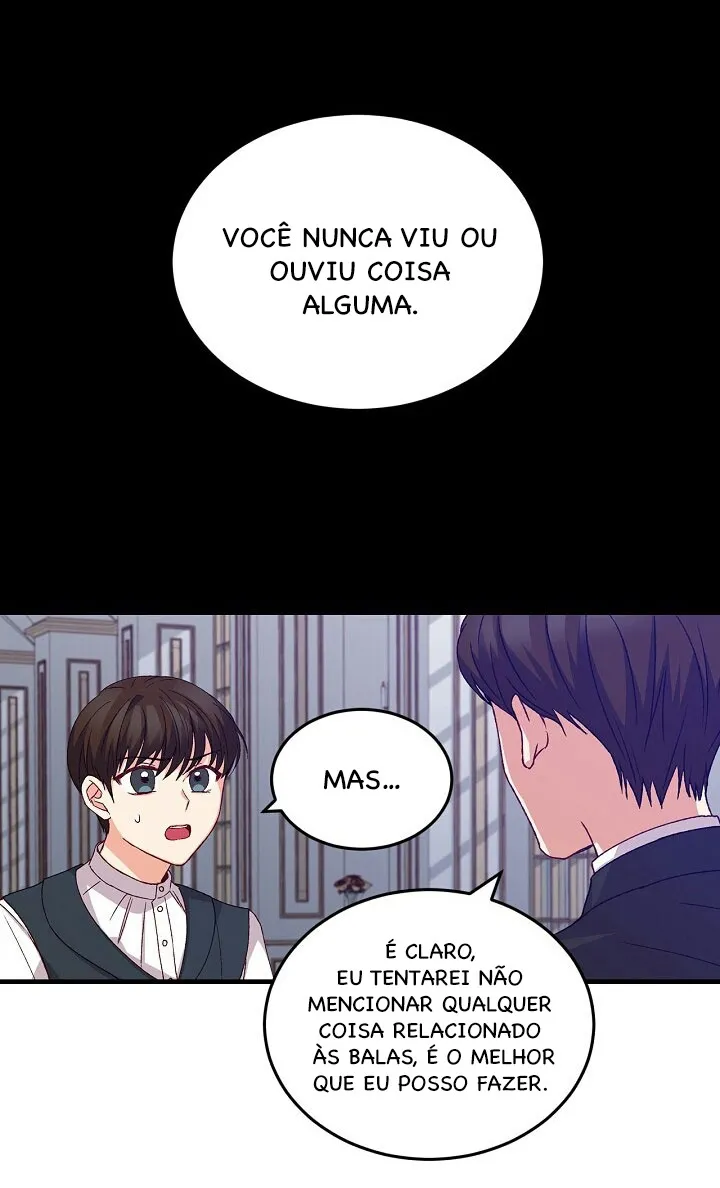 VOCÊ NUNCA VIU OU
OUVIU COISA
ALGUMA.
MAS...
É CLARO,
EU TENTAREI NÃO
MENCIONAR QUALQUER
COISA RELACIONADO
ÀS BALAS, É O MELHOR
QUE EU POSSO FAZER.